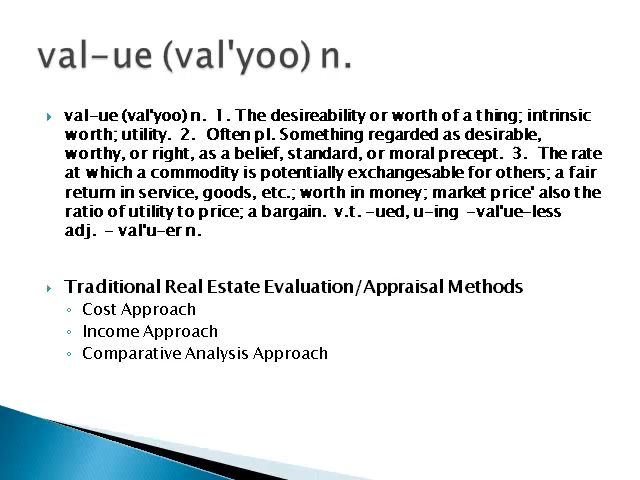 val-ue (val'yoo) n.
val-ue (val'yoo) n.  1. The desireability or worth of a thing; intrinsic
worth; utility.  2.  Often pl. Something regarded as desirable,
worthy, or right, as a belief, standard, or moral precept.  3.  The rate
at which a commodity is potentially exchangesable for others; a fair
return in service, goods, etc.; worth in money; market price' also the
ratio of utility to price; a bargain.  v.t. -ued, u-ing  -val'ue-less
adj.  - val'u-er n.
Traditional Real Estate Evaluation/Appraisal Methods
Cost Approach
Income Approach
Comparative Analysis Approach